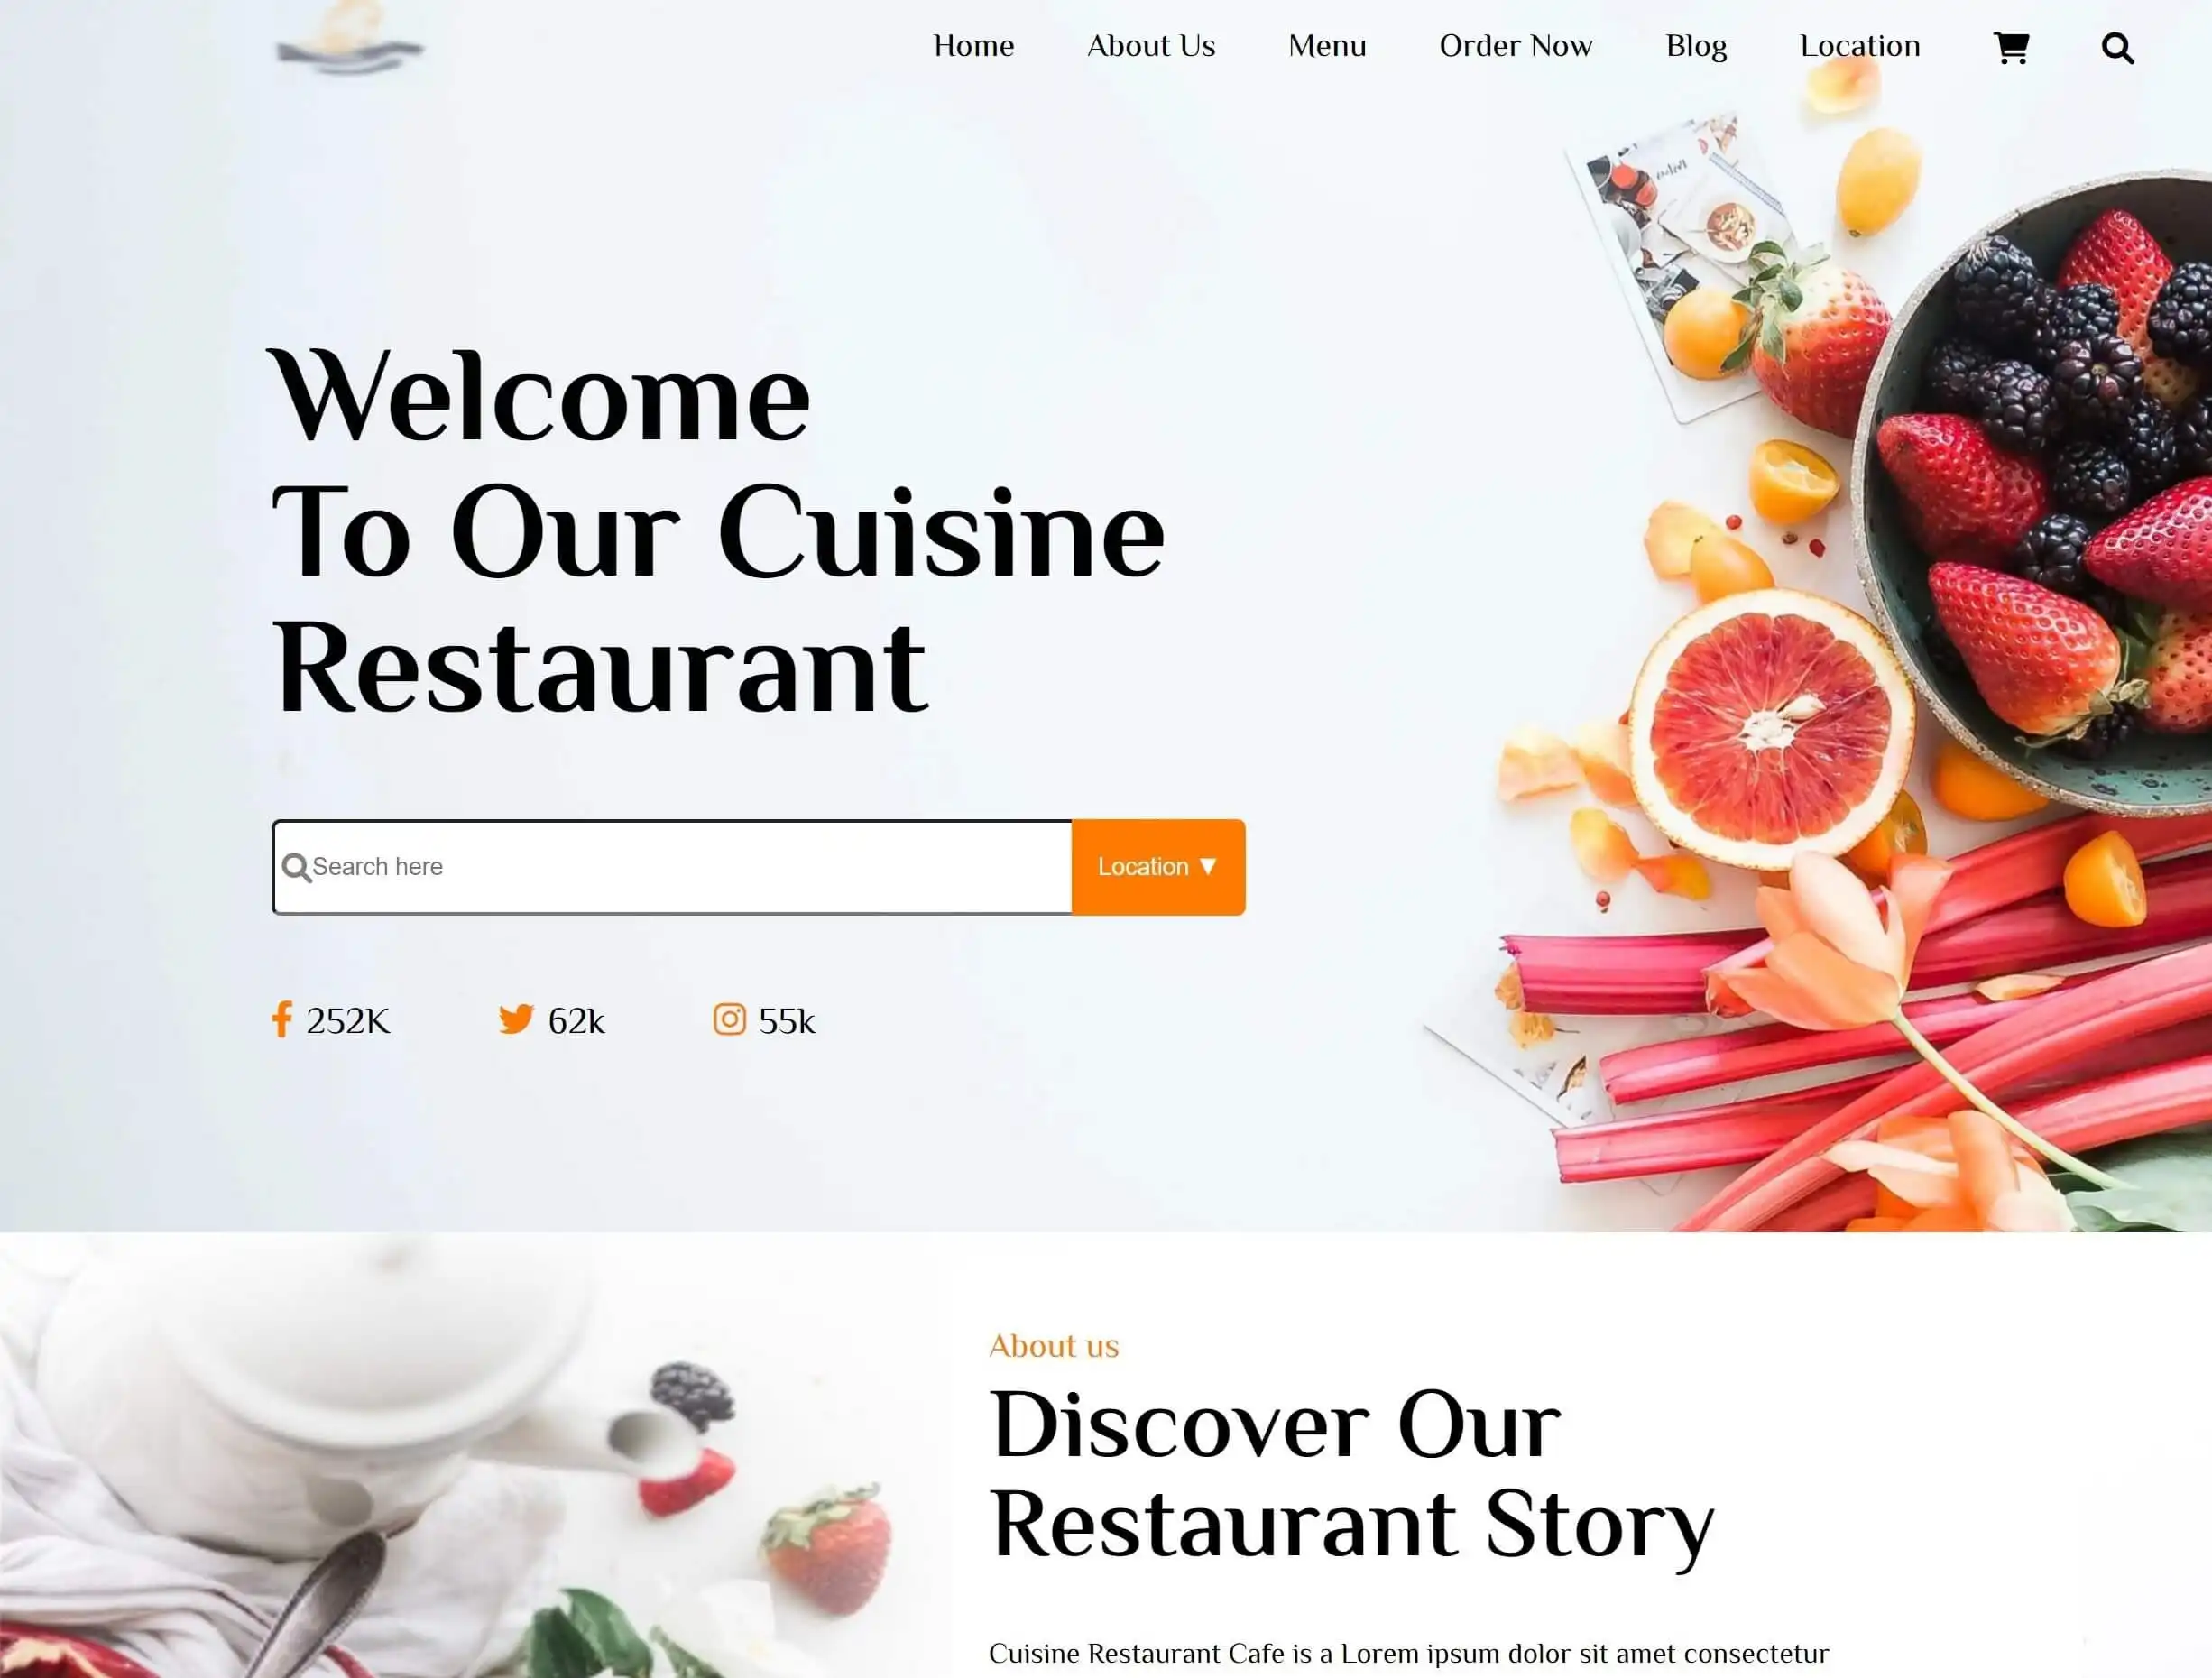 Home About Us Menu Order Now Blog Location
Welcome
To Our Cuisine
Restaurant
Search here
Location ▼
252K 62k 55k
About us
Discover Our
Restaurant Story
Cuisine Restaurant Cafe is a Lorem ipsum dolor sit amet consectetur